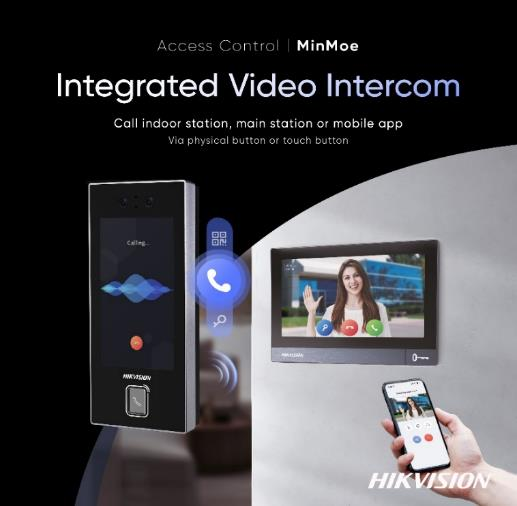 Access Control | MinMoe
Integrated Video Intercom
Call indoor station, main station or mobile app
Via physical button or touch button
Calling...
HIKVISION
HIKVISION
HIKVISION